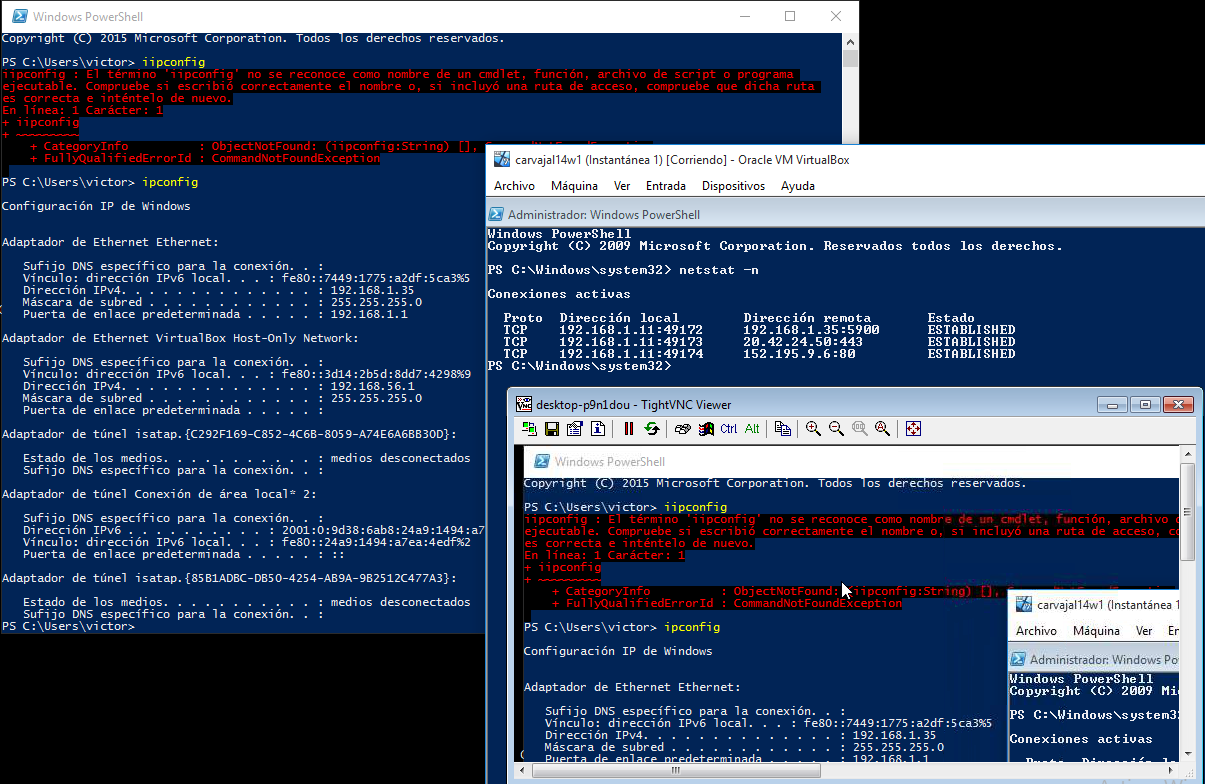 Windows PowerShell
Copyright (C) 2015 Microsoft Corporation. Todos los derechos reservados.
PS C:\Users\victor> iipconfig
iipconfig : El término 'iipconfig' no se reconoce como nombre de un cmdlet, función, archivo de script o programa
ejecutable. Compruebe si escribió correctamente el nombre o, si incluyó una ruta de acceso, compruebe que dicha ruta
es correcta e inténtelo de nuevo.
En línea: 1 Carácter: 1
+ iipconfig
+ ~~~~~~~~~
+ CategoryInfo : ObjectNotFound: (iipconfig:String) [],
+ FullyQualifiedErrorId : CommandNotFoundException
PS C:\Users\victor> ipconfig
Configuración IP de Windows
Adaptador de Ethernet Ethernet:
Sufijo DNS específico para la conexión. . :
Vínculo: dirección IPv6 local. . . : fe80::7449:1775:a2df:5ca3%5
Dirección IPv4. . . . . . . . . . . . . . : 192.168.1.35
Máscara de subred . . . . . . . . . . . . : 255.255.255.0
Puerta de enlace predeterminada . . . . . : 192.168.1.1
Adaptador de Ethernet VirtualBox Host-Only Network:
Sufijo DNS específico para la conexión. . :
Vínculo: dirección IPv6 local. . . : fe80::3d14:2b5d:8dd7:4298%9
Dirección IPv4. . . . . . . . . . . . . . : 192.168.56.1
Máscara de subred . . . . . . . . . . . . : 255.255.255.0
Puerta de enlace predeterminada . . . . . :
Adaptador de túnel isatap.{C292F169-C852-4C6B-8059-A74E6A6BB30D}:
Estado de los medios. . . . . . . . . . . : medios desconectados
Sufijo DNS específico para la conexión. . :
Adaptador de túnel Conexión de área local* 2:
Sufijo DNS específico para la conexión. . :
Dirección IPv6 . . . . . . . . . . : 2001:0:9d38:6ab8:24a9:1494:a7
Vínculo: dirección IPv6 local. . . : fe80::24a9:1494:a7ea:4edf%2
Puerta de enlace predeterminada . . . . . : ::
Adaptador de túnel isatap.{85B1ADBC-DB50-4254-AB9A-9B2512C477A3}:
Estado de los medios. . . . . . . . . . . : medios desconectados
Sufijo DNS específico para la conexión. . :
PS C:\Users\victor>
carvajal14w1 (Instantánea 1) [Corriendo] - Oracle VM VirtualBox
Archivo Máquina Ver Entrada Dispositivos Ayuda
Administrador: Windows PowerShell
Windows PowerShell
Copyright (C) 2009 Microsoft Corporation. Reservados todos los derechos.
PS C:\Windows\system32> netstat -n
Conexiones activas
Proto Dirección local Dirección remota Estado
TCP 192.168.1.11:49172 192.168.1.35:5900 ESTABLISHED
TCP 192.168.1.11:49173 20.42.24.50:443 ESTABLISHED
TCP 192.168.1.11:49174 152.195.9.6:80 ESTABLISHED
PS C:\Windows\system32>
desktop-p9n1dou - TightVNC Viewer
Ctrl Alt
Windows PowerShell
Copyright (C) 2015 Microsoft Corporation. Todos los derechos reservados.
PS C:\Users\victor> iipconfig
iipconfig : El término 'iipconfig' no se reconoce como nombre de un cmdlet, función, archivo
ejecutable. Compruebe si escribió correctamente el nombre o, si incluyó una ruta de acceso,
es correcta e inténtelo de nuevo.
En línea: 1 Carácter: 1
+ iipconfig
+ ~~~~~~~~~
+ CategoryInfo : ObjectNotFound: (iipconfig:String) [],
+ FullyQualifiedErrorId : CommandNotFoundException
PS C:\Users\victor> ipconfig
Configuración IP de Windows
Adaptador de Ethernet Ethernet:
Sufijo DNS específico para la conexión. . :
Vínculo: dirección IPv6 local. . . : fe80::7449:1775:a2df:5ca3%5
Dirección IPv4. . . . . . . . . . . . . . : 192.168.1.35
Máscara de subred . . . . . . . . . . . . : 255.255.255.0
Puerta de enlace predeterminada . . . . . : 192.168.1.1
carvajal14w1 (Instantánea 1
Archivo Máquina Ver En
Administrador: Windows Po
Windows PowerShell
Copyright (C) 2009 Mi
PS C:\Windows\system3
Conexiones activas
Proto Dirección